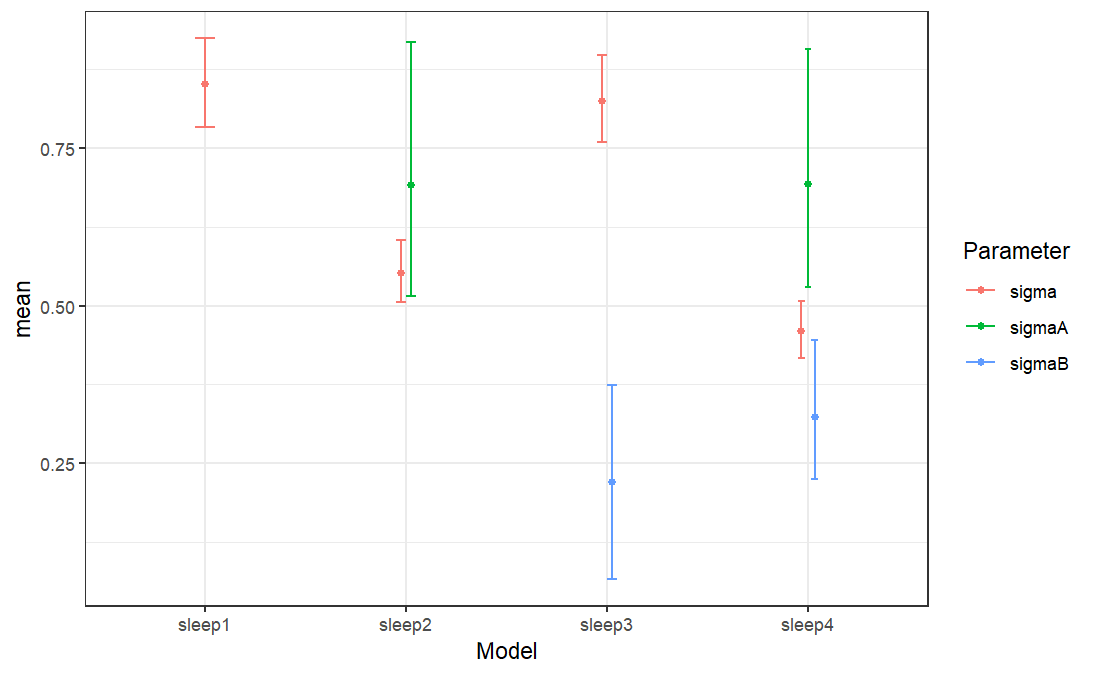 mean
0.75
0.50
0.25
sleep1
sleep2
sleep3
sleep4
Model
Parameter
sigma
sigmaA
sigmaB